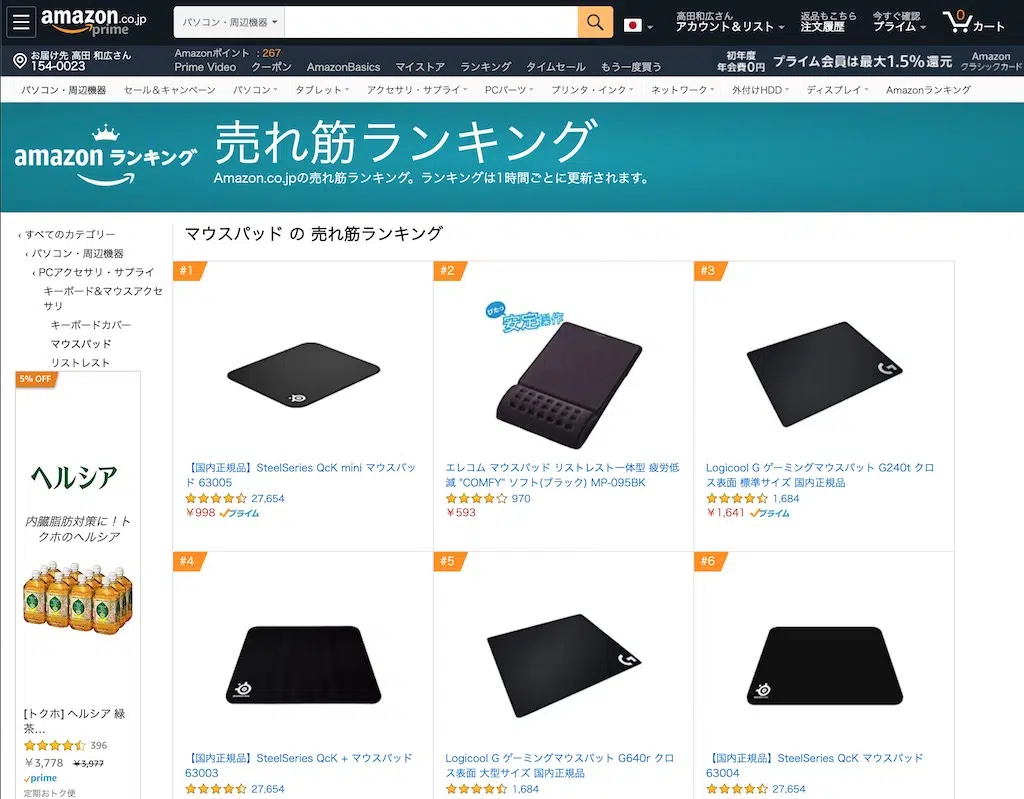 amazon.co.jp
prime
パソコン・周辺機器
高田和広さん
アカウント＆リスト
返品もこちら
注文履歴
今すぐ確認
プライム
0
カート
お届け先 高田 和広さん
154-0023
Amazonポイント ：267
Prime Video クーポン AmazonBasics マイストア ランキング タイムセール もう一度買う
初年度
年会費0円
プライム会員は最大1.5%還元
Amazon
クラシックカード
パソコン・周辺機器 セール＆キャンペーン パソコン タブレット アクセサリ・サプライ PCパーツ プリンタ・インク ネットワーク 外付けHDD ディスプレイ Amazonランキング
amazon ランキング
売れ筋ランキング
Amazon.co.jpの売れ筋ランキング。ランキングは1時間ごとに更新されます。
‹ すべてのカテゴリー
‹ パソコン・周辺機器
‹ PCアクセサリ・サプライ
キーボード&マウスアクセ
サリ
キーボードカバー
マウスパッド
リストレスト
5% OFF
ヘルシア
内臓脂肪対策に！ト
クホのヘルシア
[トクホ] ヘルシア 緑
茶...
396
￥3,778 ￥3,977
prime
定期おトク便
マウスパッド の 売れ筋ランキング
#1
【国内正規品】SteelSeries QcK mini マウスパッ
ド 63005
27,654
￥998 プライム
#2
ぴたっ
安定操作
エレコム マウスパッド リストレスト一体型 疲労低
減 "COMFY" ソフト(ブラック) MP-095BK
970
￥593
#3
Logicool G ゲーミングマウスパット G240t クロ
ス表面 標準サイズ 国内正規品
1,684
￥1,641 プライム
#4
【国内正規品】SteelSeries QcK + マウスパッド
63003
27,654
#5
Logicool G ゲーミングマウスパット G640r クロ
ス表面 大型サイズ 国内正規品
1,684
#6
【国内正規品】SteelSeries QcK マウスパッド
63004
27,654